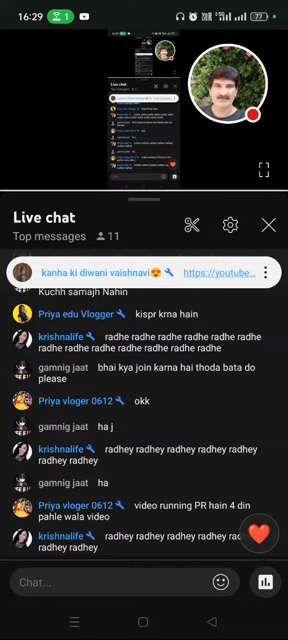 16:29
1
77
Live chat
Top messages 11
kanha ki diwani vaishnavi😍 https://youtube...
Kuchh samajh Nahin
Priya edu Vlogger kispr krna hain
krishnalife radhe radhe radhe radhe radhe
radhe radhe radhe radhe radhe radhe
gamnig jaat bhai kya join karna hai thoda bata do
please
Priya vloger 0612 okk
gamnig jaat ha j
krishnalife radhey radhey radhey radhey radhey
radhey radhey
gamnig jaat ha
Priya vloger 0612 video running PR hain 4 din
pahle wala video
krishnalife radhey radhey radhey radhey
radhey radhey
Chat...